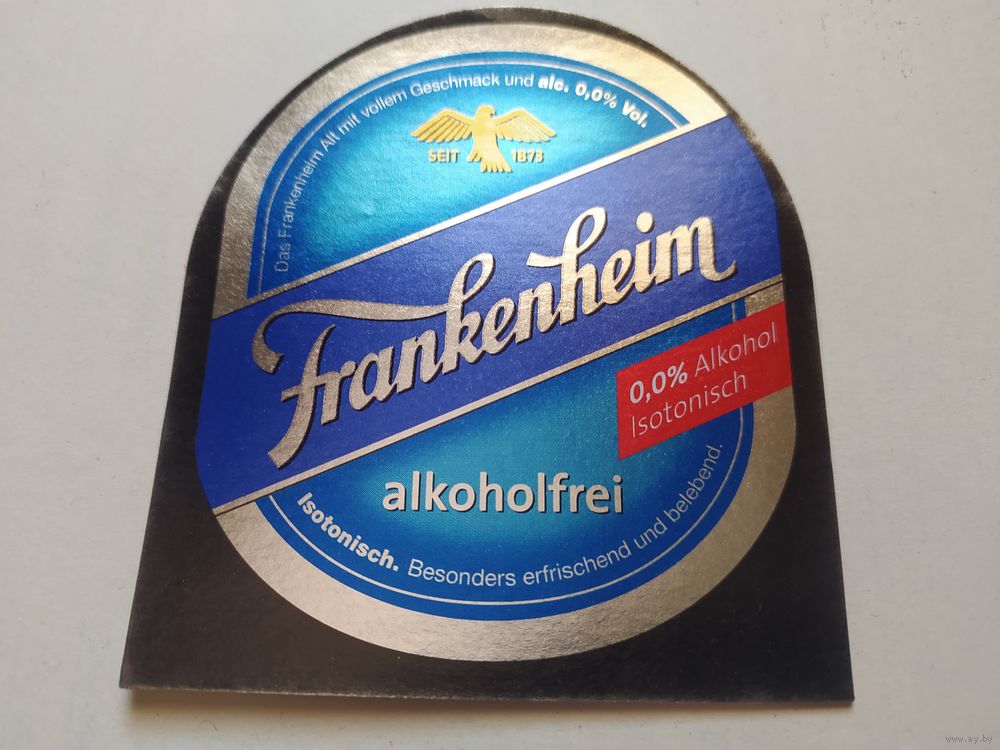 Das Frankenheim Alt mit vollem Geschmack und alc. 0,0% Vol.
SEIT 1873
Frankenheim
0,0% Alkohol
Isotonisch
alkoholfrei
Isotonisch. Besonders erfrischend und belebend.
www.ay.by